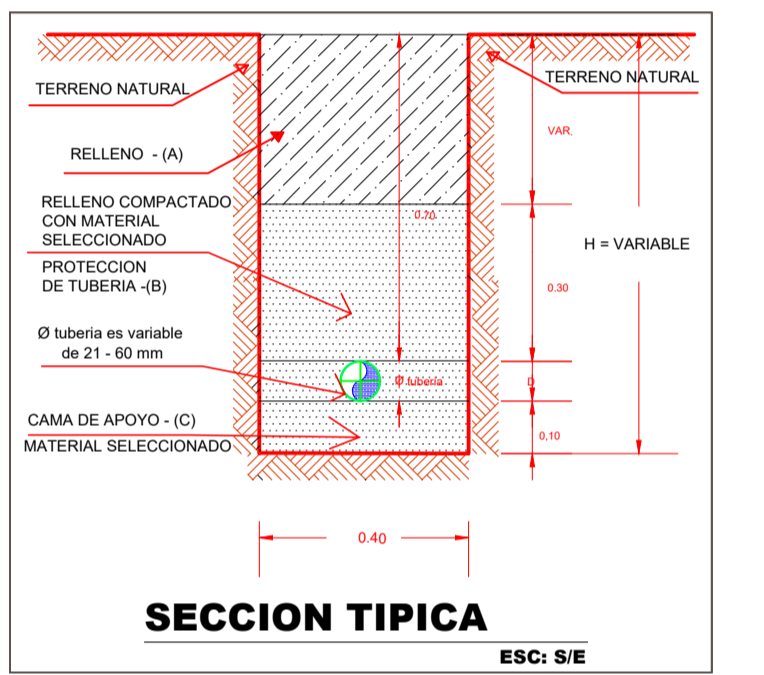 TERRENO NATURAL
RELLENO - (A)
RELLENO COMPACTADO
CON MATERIAL
SELECCIONADO
PROTECCION
DE TUBERIA -(B)
Ø tuberia es variable
de 21 - 60 mm
CAMA DE APOYO - (C)
MATERIAL SELECCIONADO
0.70
Ø tuberia
TERRENO NATURAL
VAR.
0.30
D
0,10
H = VARIABLE
0.40
SECCION TIPICA
ESC: S/E